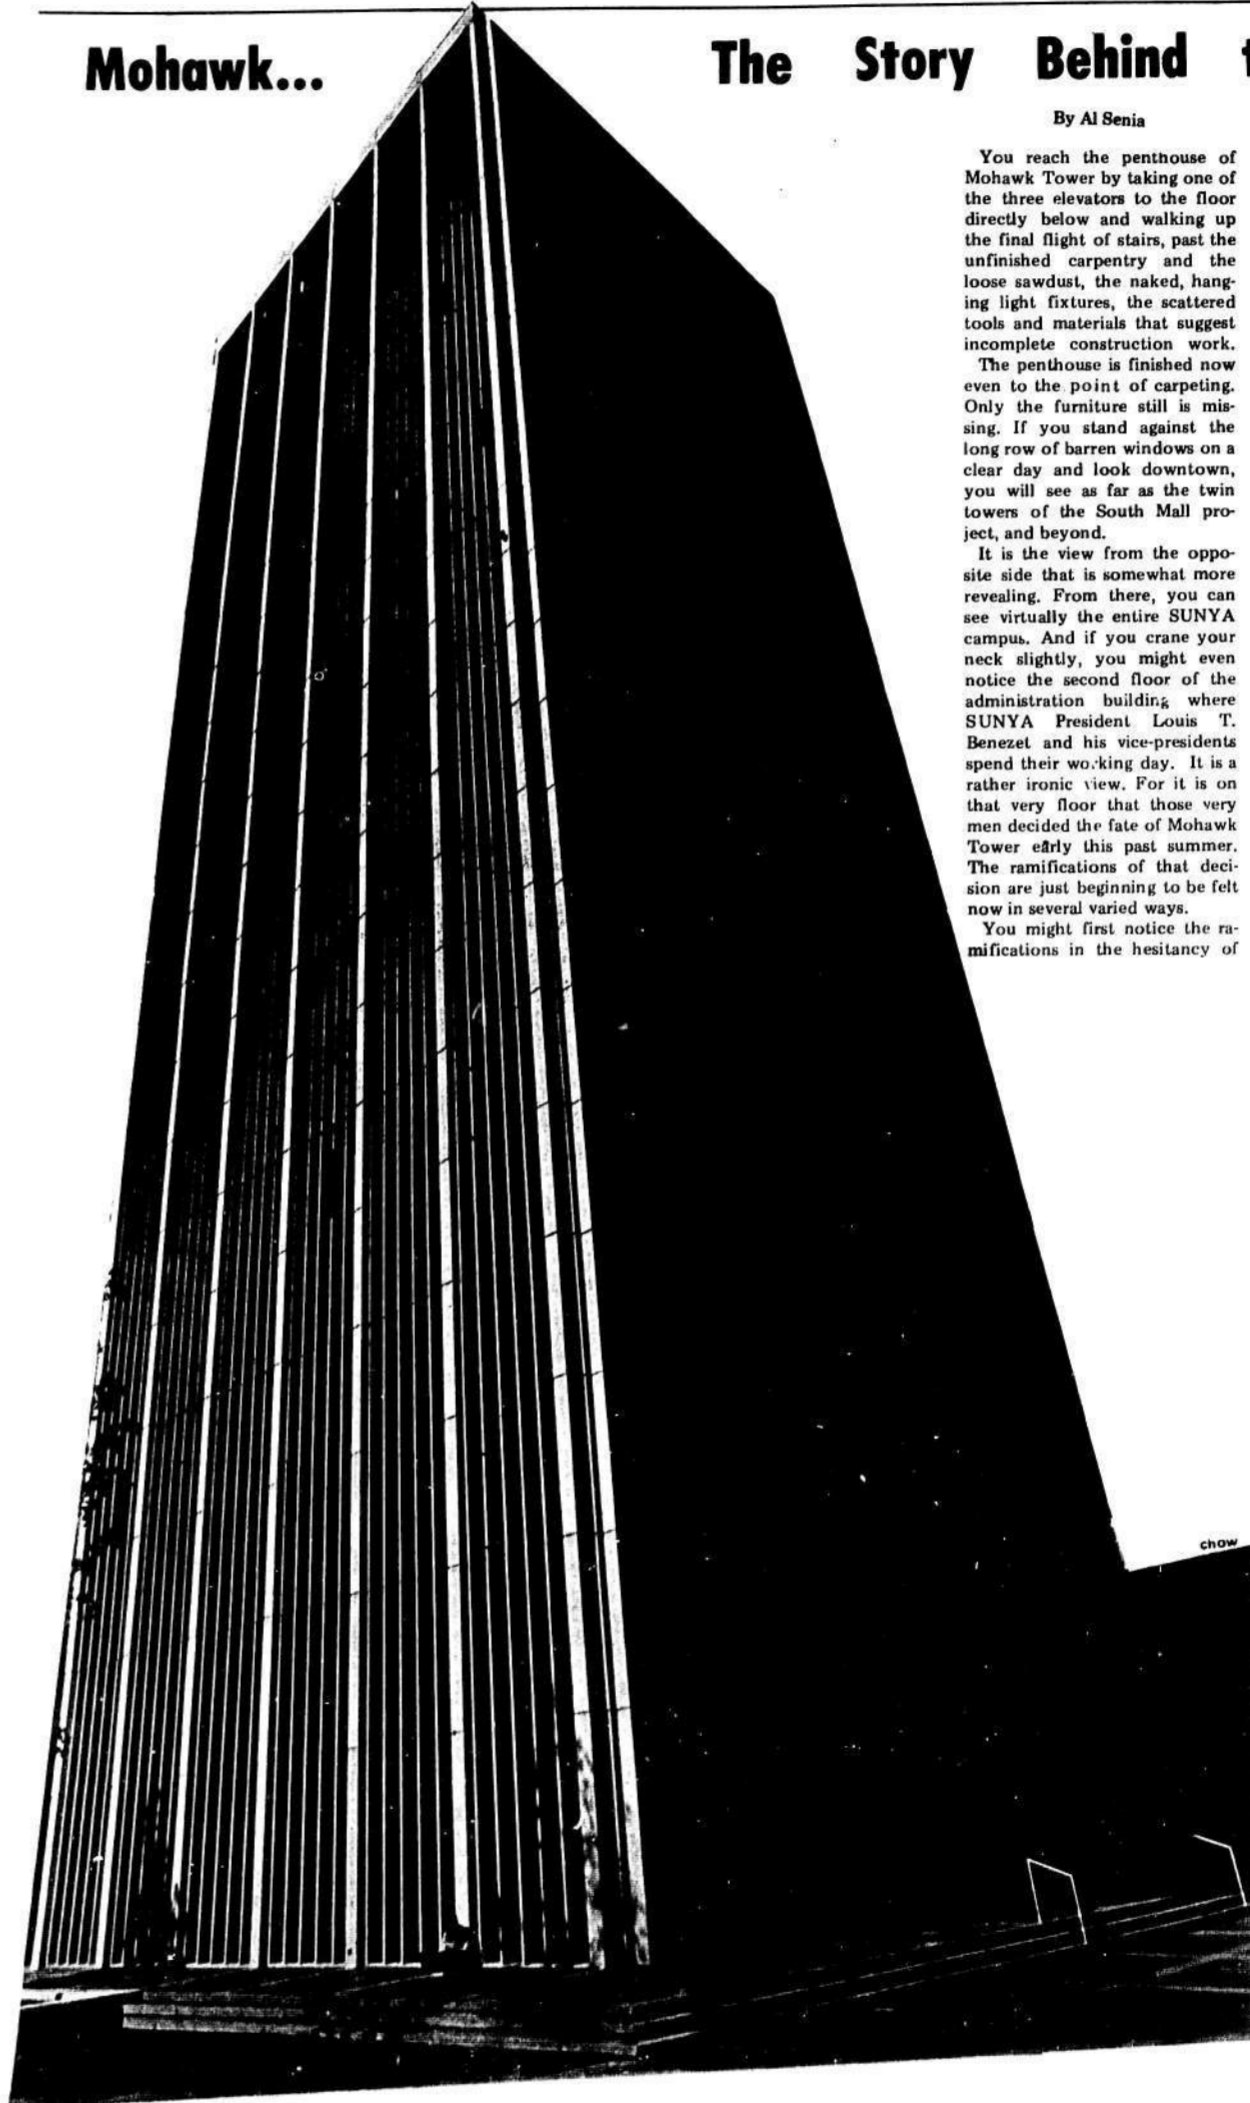 Mohawk...
The Story Behind
By Al Senia
You reach the penthouse of
Mohawk Tower by taking one of
the three elevators to the floor
directly below and walking up
the final flight of stairs, past the
unfinished carpentry and the
loose sawdust, the naked, hang-
ing light fixtures, the scattered
tools and materials that suggest
incomplete construction work.
The penthouse is finished now
even to the point of carpeting.
Only the furniture still is mis-
sing. If you stand against the
long row of barren windows on a
clear day and look downtown,
you will see as far as the twin
towers of the South Mall pro-
ject, and beyond.
It is the view from the oppo-
site side that is somewhat more
revealing. From there, you can
see virtually the entire SUNYA
campus. And if you crane your
neck slightly, you might even
notice the second floor of the
administration building where
SUNYA President Louis T.
Benezet and his vice-presidents
spend their working day. It is a
rather ironic view. For it is on
that very floor that those very
men decided the fate of Mohawk
Tower early this past summer.
The ramifications of that deci-
sion are just beginning to be felt
now in several varied ways.
You might first notice the ra-
mifications in the hesitancy of
chow